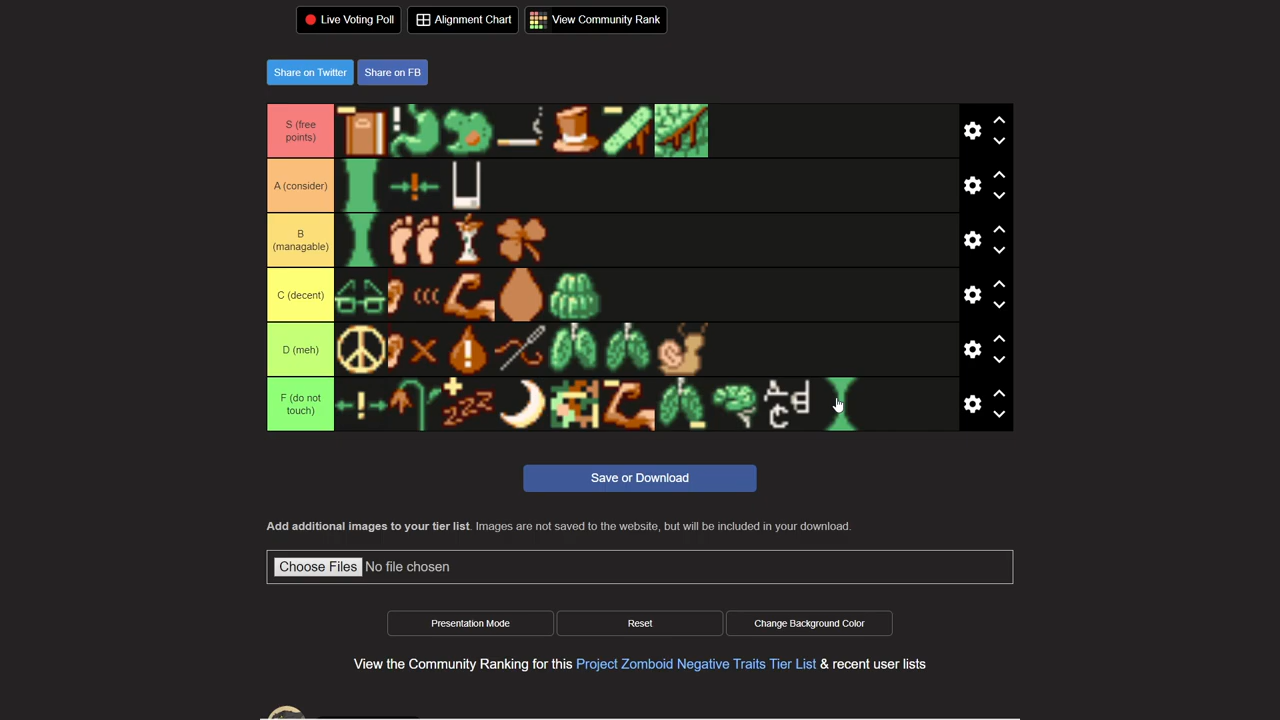 Live Voting Poll
Alignment Chart
View Community Rank
Share on Twitter
Share on FB
S (free
points)
A (consider)
B
(managable)
C (decent)
D (meh)
F (do not
touch)
Save or Download
Add additional images to your tier list. Images are not saved to the website, but will be included in your download.
Choose Files No file chosen
Presentation Mode
Reset
Change Background Color
View the Community Ranking for this Project Zomboid Negative Traits Tier List & recent user lists